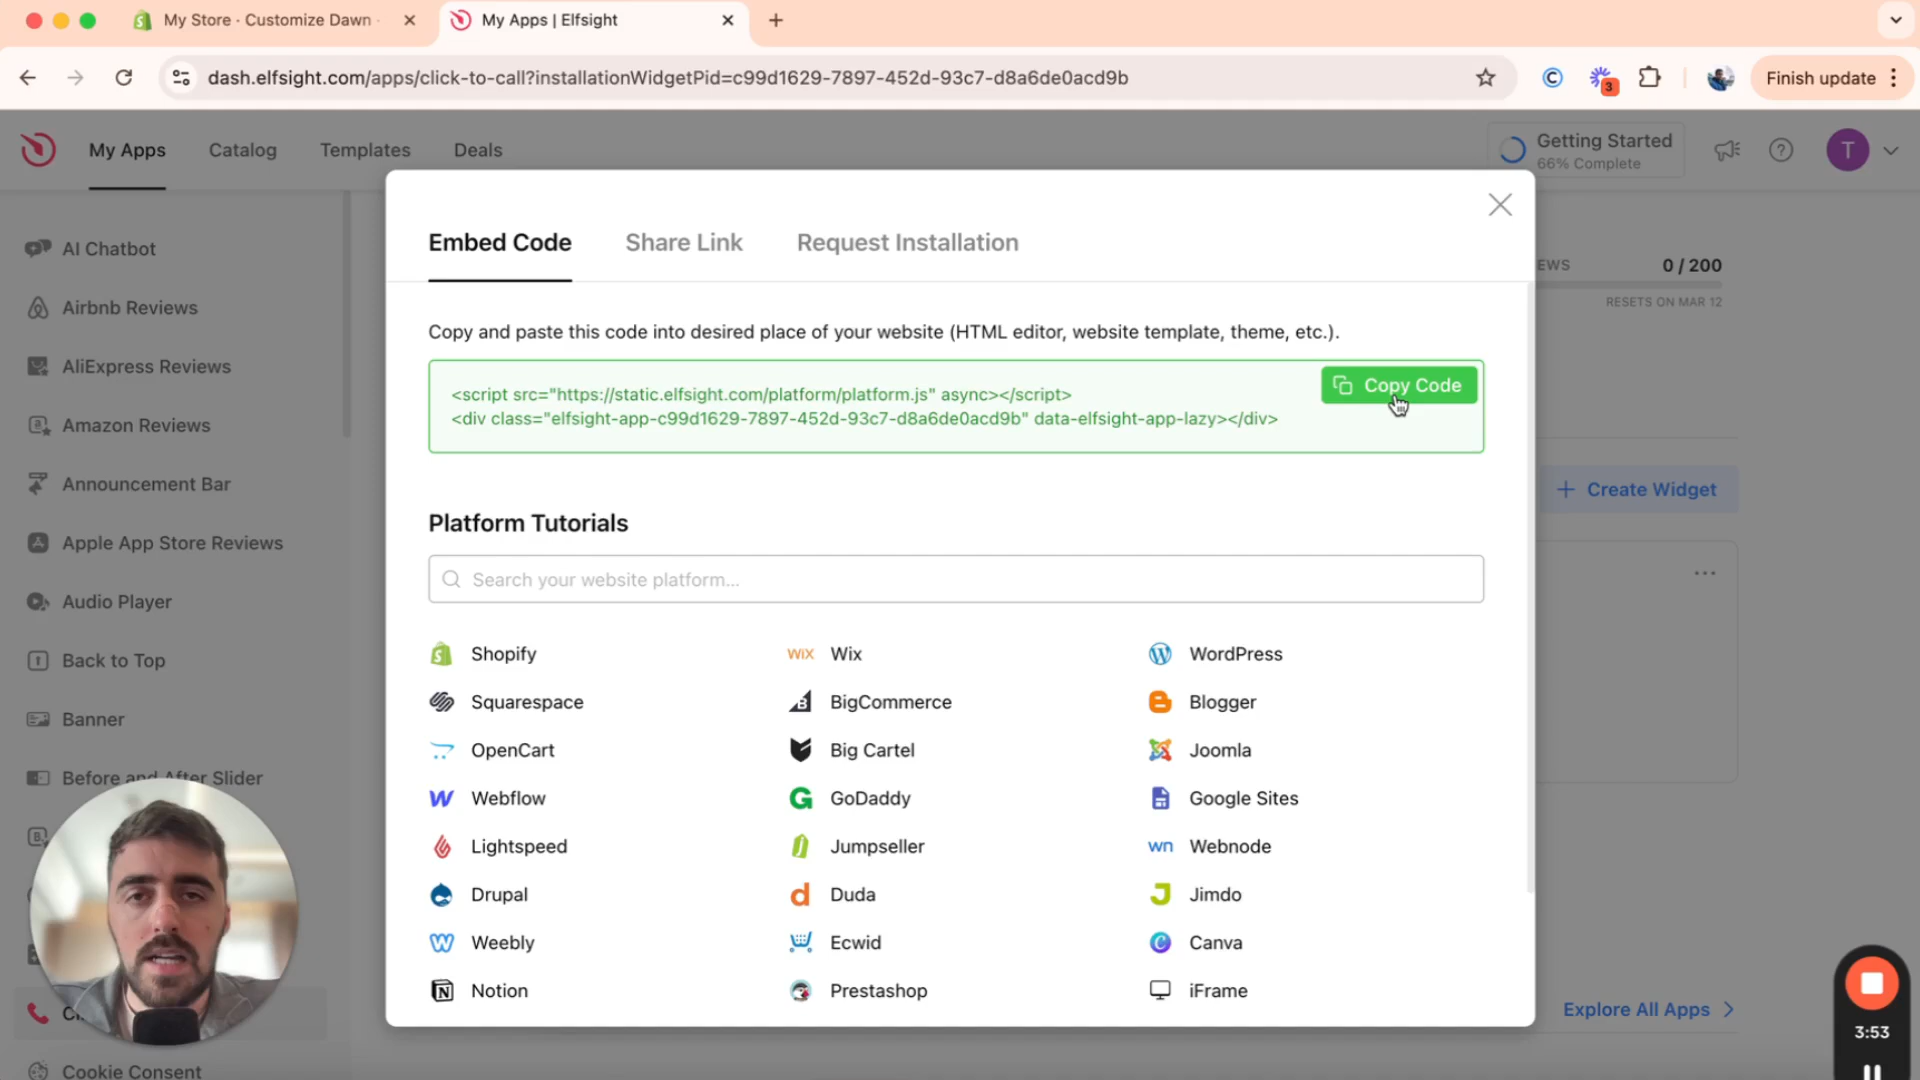 My Store · Customize Dawn ·
My Apps | Elfsight
dash.elfsight.com/apps/click-to-call?installationWidgetPid=c99d1629-7897-452d-93c7-d8a6de0acd9b
3
Finish update
My Apps
Catalog
Templates
Deals
Getting Started
66% Complete
T
AI Chatbot
Airbnb Reviews
AliExpress Reviews
Amazon Reviews
Announcement Bar
Apple App Store Reviews
Audio Player
Back to Top
Banner
Before and After Slider
Cookie Consent
Embed Code
Share Link
Request Installation
Copy and paste this code into desired place of your website (HTML editor, website template, theme, etc.).
<script src="https://static.elfsight.com/platform/platform.js" async></script>
<div class="elfsight-app-c99d1629-7897-452d-93c7-d8a6de0acd9b" data-elfsight-app-lazy></div>
Copy Code
Platform Tutorials
Search your website platform...
Shopify
WiX Wix
WordPress
Squarespace
BigCommerce
Blogger
OpenCart
Big Cartel
Joomla
Webflow
GoDaddy
Google Sites
Lightspeed
Jumpseller
wn Webnode
Drupal
Duda
Jimdo
Weebly
Ecwid
Canva
Notion
Prestashop
iFrame
EWS
0 / 200
RESETS ON MAR 12
+ Create Widget
Explore All Apps
3:53